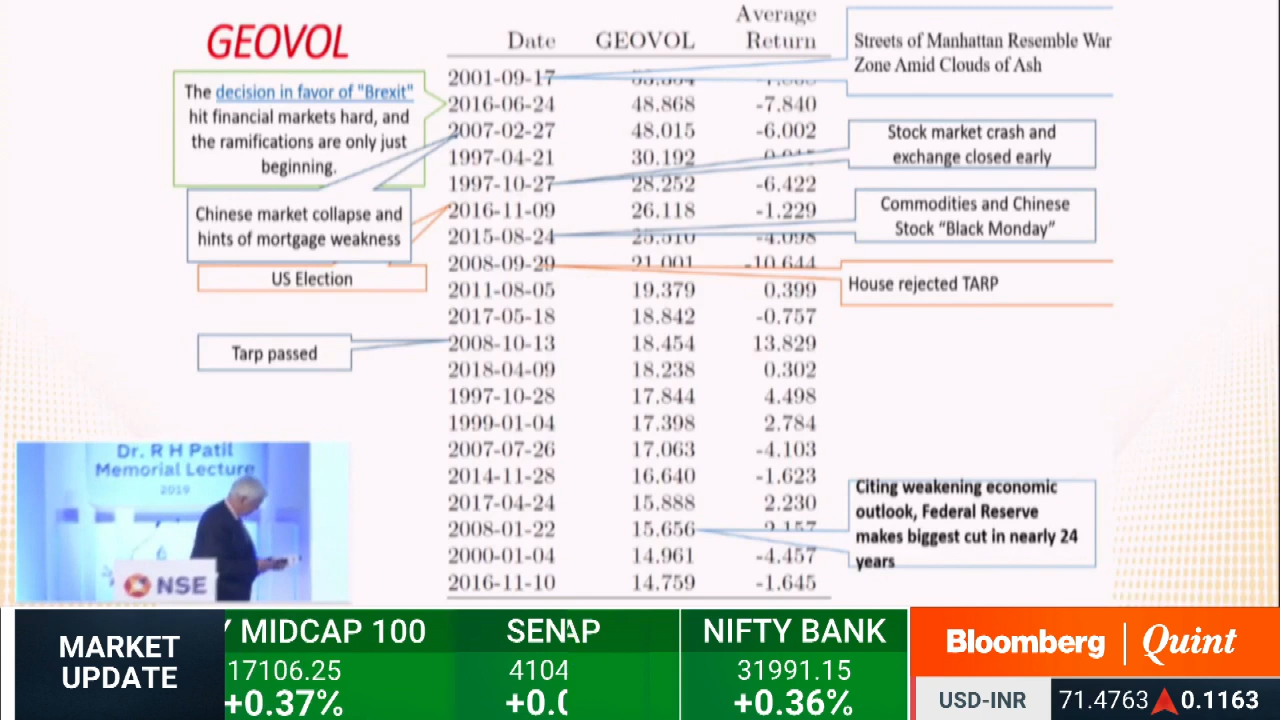 GEOVOL
Date GEOVOL Average Return
2001-09-17
2016-06-24 48.868 -7.840
2007-02-27 48.015 -6.002
1997-04-21 30.192
1997-10-27 28.252 -6.422
2016-11-09 26.118 -1.229
2015-08-24 25.510 -4.098
2008-09-29 21.001 -10.644
2011-08-05 19.379 0.399
2017-05-18 18.842 -0.757
2008-10-13 18.454 13.829
2018-04-09 18.238 0.302
1997-10-28 17.844 4.498
1999-01-04 17.398 2.784
2007-07-26 17.063 -4.103
2014-11-28 16.640 -1.623
2017-04-24 15.888 2.230
2008-01-22 15.656
2000-01-04 14.961 -4.457
2016-11-10 14.759 -1.645
The decision in favor of "Brexit"
hit financial markets hard, and
the ramifications are only just
beginning.
Chinese market collapse and
hints of mortgage weakness
US Election
Tarp passed
Streets of Manhattan Resemble War
Zone Amid Clouds of Ash
Stock market crash and
exchange closed early
Commodities and Chinese
Stock “Black Monday”
House rejected TARP
Citing weakening economic
outlook, Federal Reserve
makes biggest cut in nearly 24
years
Dr. R H Patil
Memorial Lecture
2019
NSE
MARKET
UPDATE
MIDCAP 100
17106.25
+0.37%
4104
NIFTY BANK
31991.15
+0.36%
Bloomberg | Quint
USD-INR 71.4763 0.1163